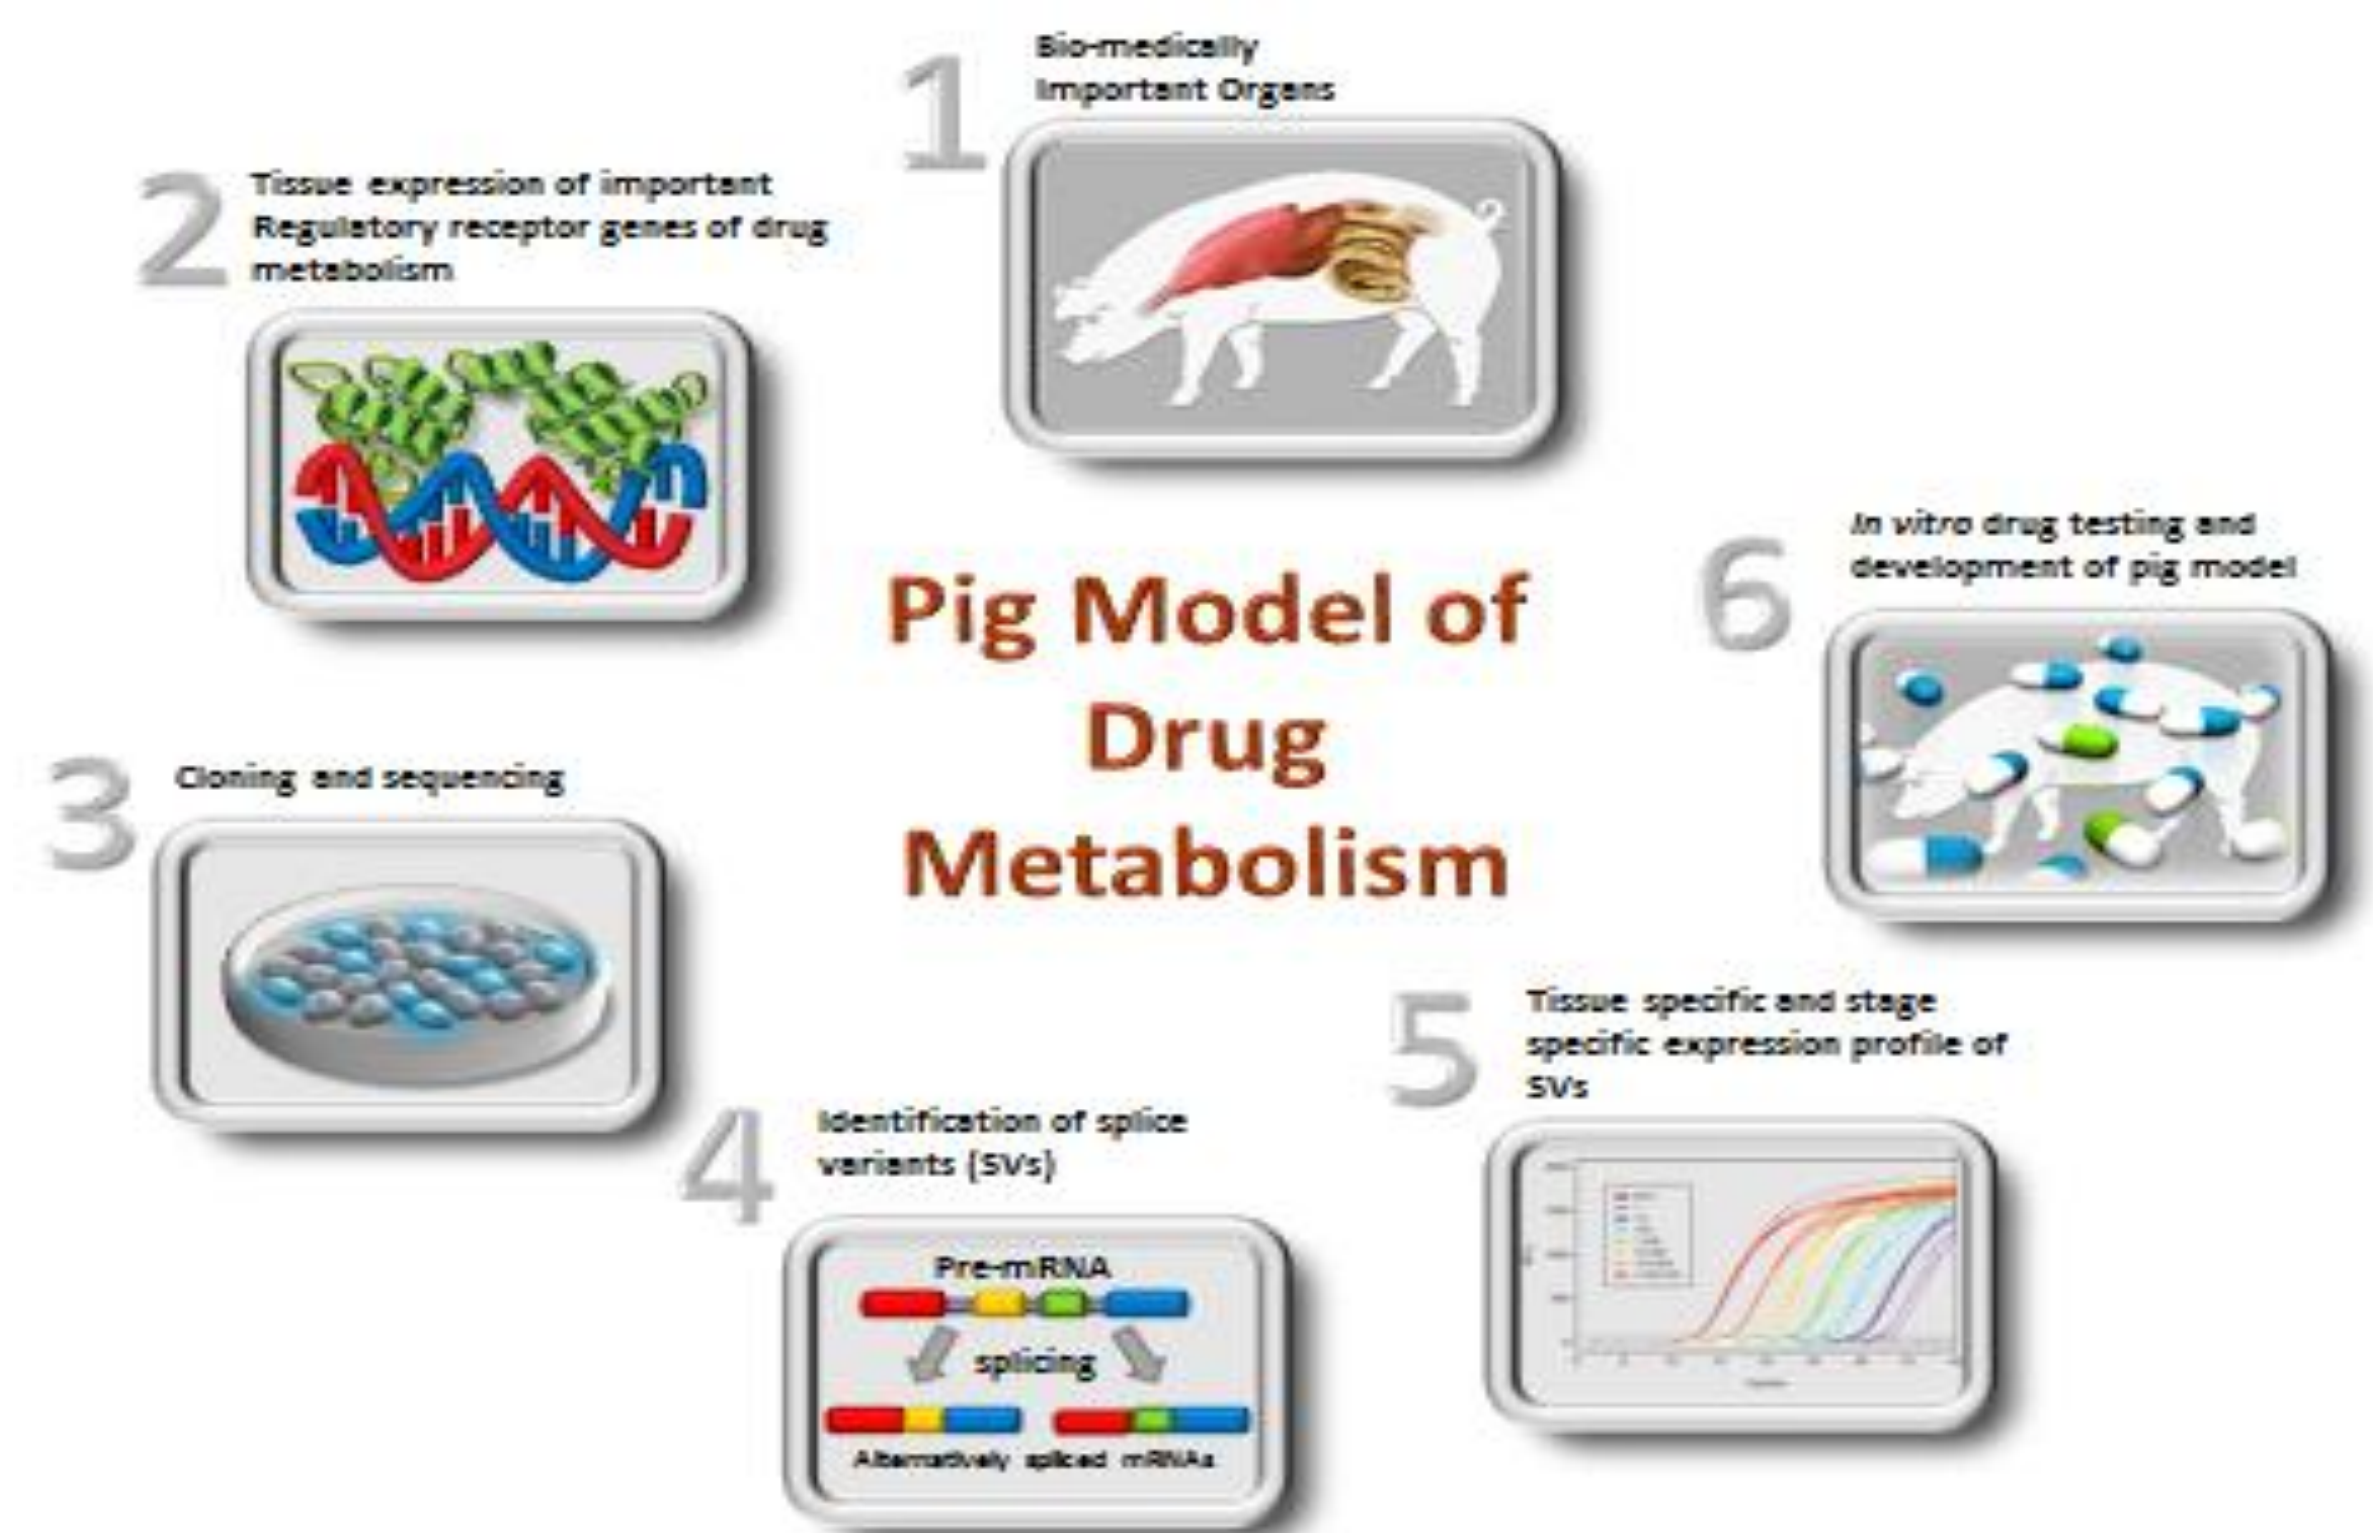 1
Bio-medically
Important Organs
2
Tissue expression of important
Regulatory receptor genes of drug
metabolism
Pig Model of
Drug
Metabolism
3
Cloning and sequencing
4
Identification of splice
variants (SVs)
Pre-mRNA
splicing
Alternatively spliced mRNAs
5
Tissue specific and stage
specific expression profile of
SVs
6
In vitro drug testing and
development of pig model